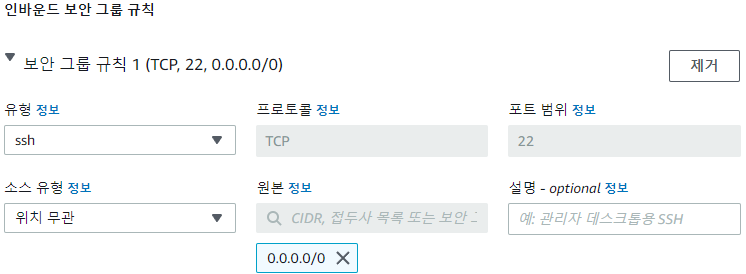 인바운드 보안 그룹 규칙
보안 그룹 규칙 1 (TCP, 22, 0.0.0.0/0)
제거
유형 정보
프로토콜 정보
포트 범위 정보
ssh
TCP
22
소스 유형 정보
원본 정보
설명 - optional 정보
위치 무관
CIDR, 접두사 목록 또는 보안 그
예: 관리자 데스크톱용 SSH
0.0.0.0/0